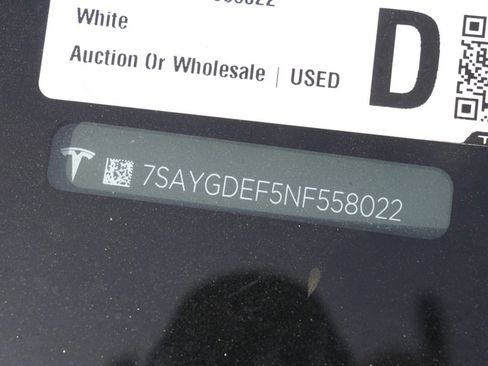 White
Auction Or Wholesale | USED
D
7SAYGDEF5NF558022